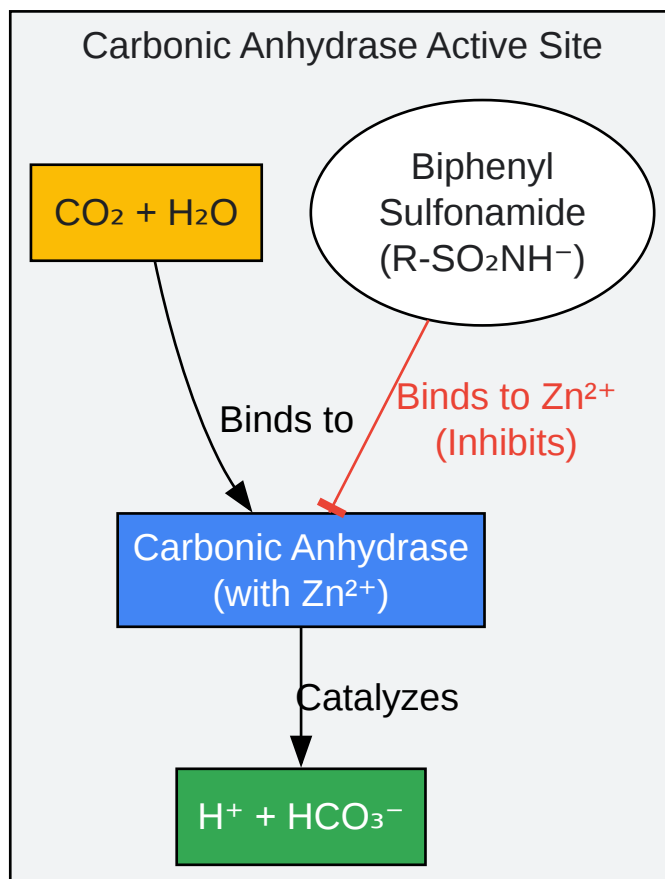 Carbonic Anhydrase Active Site
CO₂ + H₂O
Biphenyl
Sulfonamide
(R-SO₂NH⁻)
Binds to
Binds to Zn²⁺
(Inhibits)
Carbonic Anhydrase
(with Zn²⁺)
Catalyzes
H⁺ + HCO₃⁻